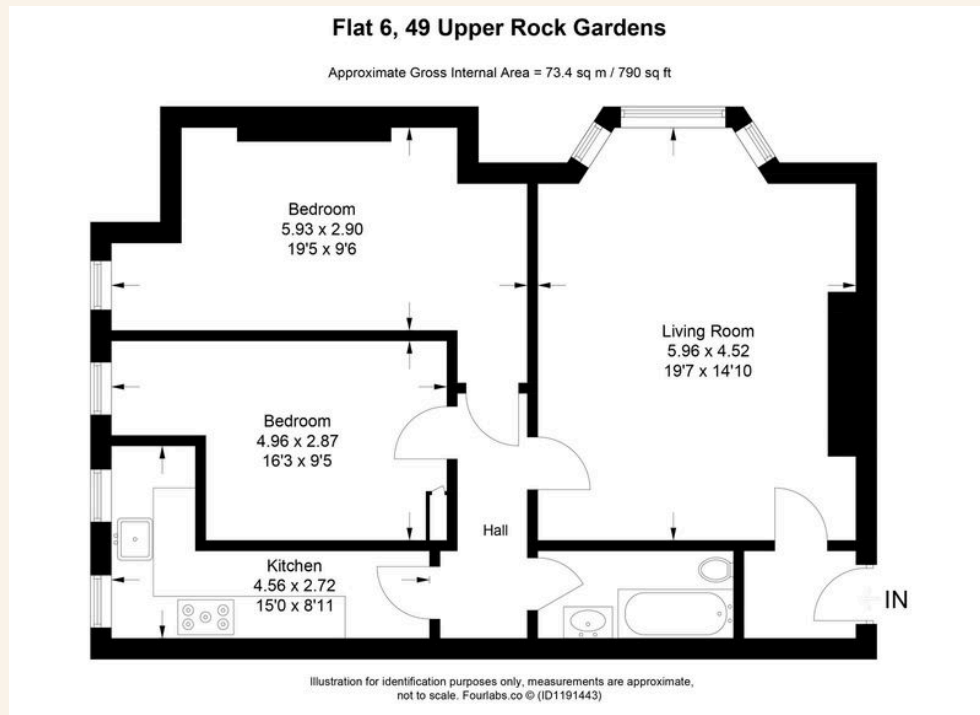 Flat 6, 49 Upper Rock Gardens
Approximate Gross Internal Area = 73.4 sq m / 790 sq ft
Bedroom
5.93 x 2.90
19'5 x 9'6
Living Room
5.96 x 4.52
19'7 x 14'10
Bedroom
4.96 x 2.87
16'3 x 9'5
Hall
Kitchen
4.56 x 2.72
15'0 x 8'11
IN
Illustration for identification purposes only, measurements are approximate,
not to scale. Fourlabs.co © (ID1191443)